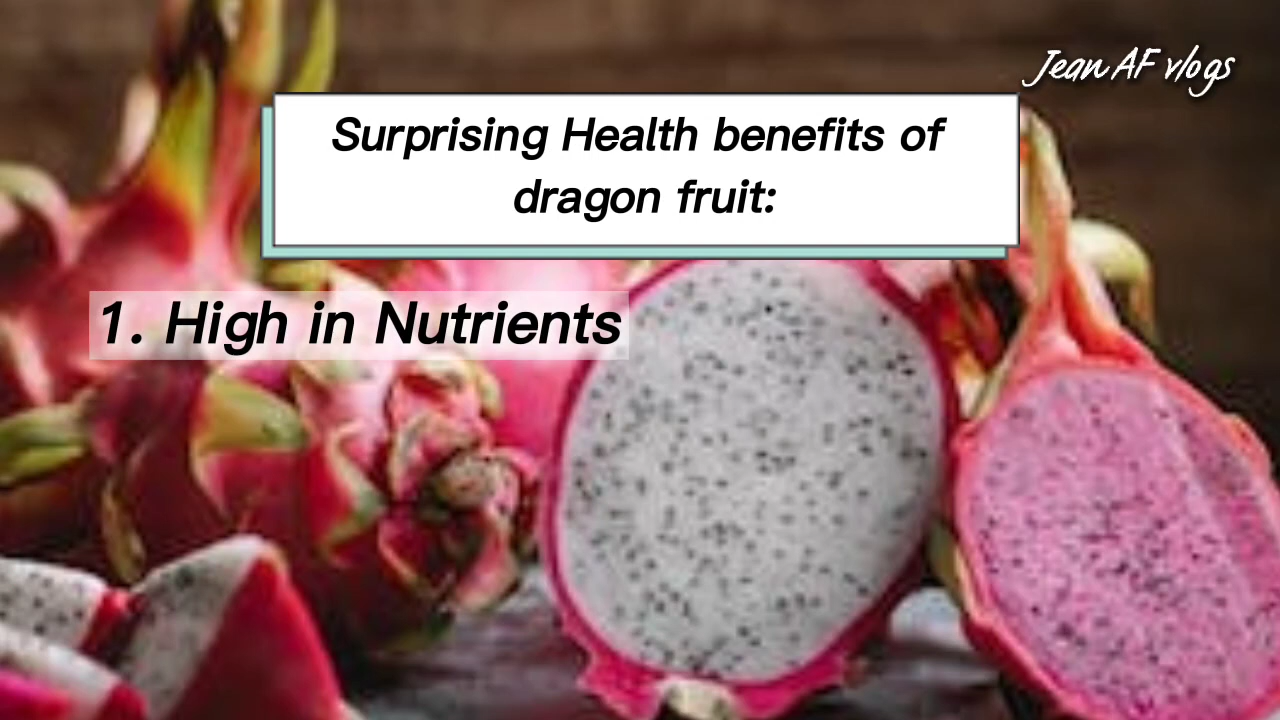 Jean AF vlogs
Surprising Health benefits of
dragon fruit:
1. High in Nutrients